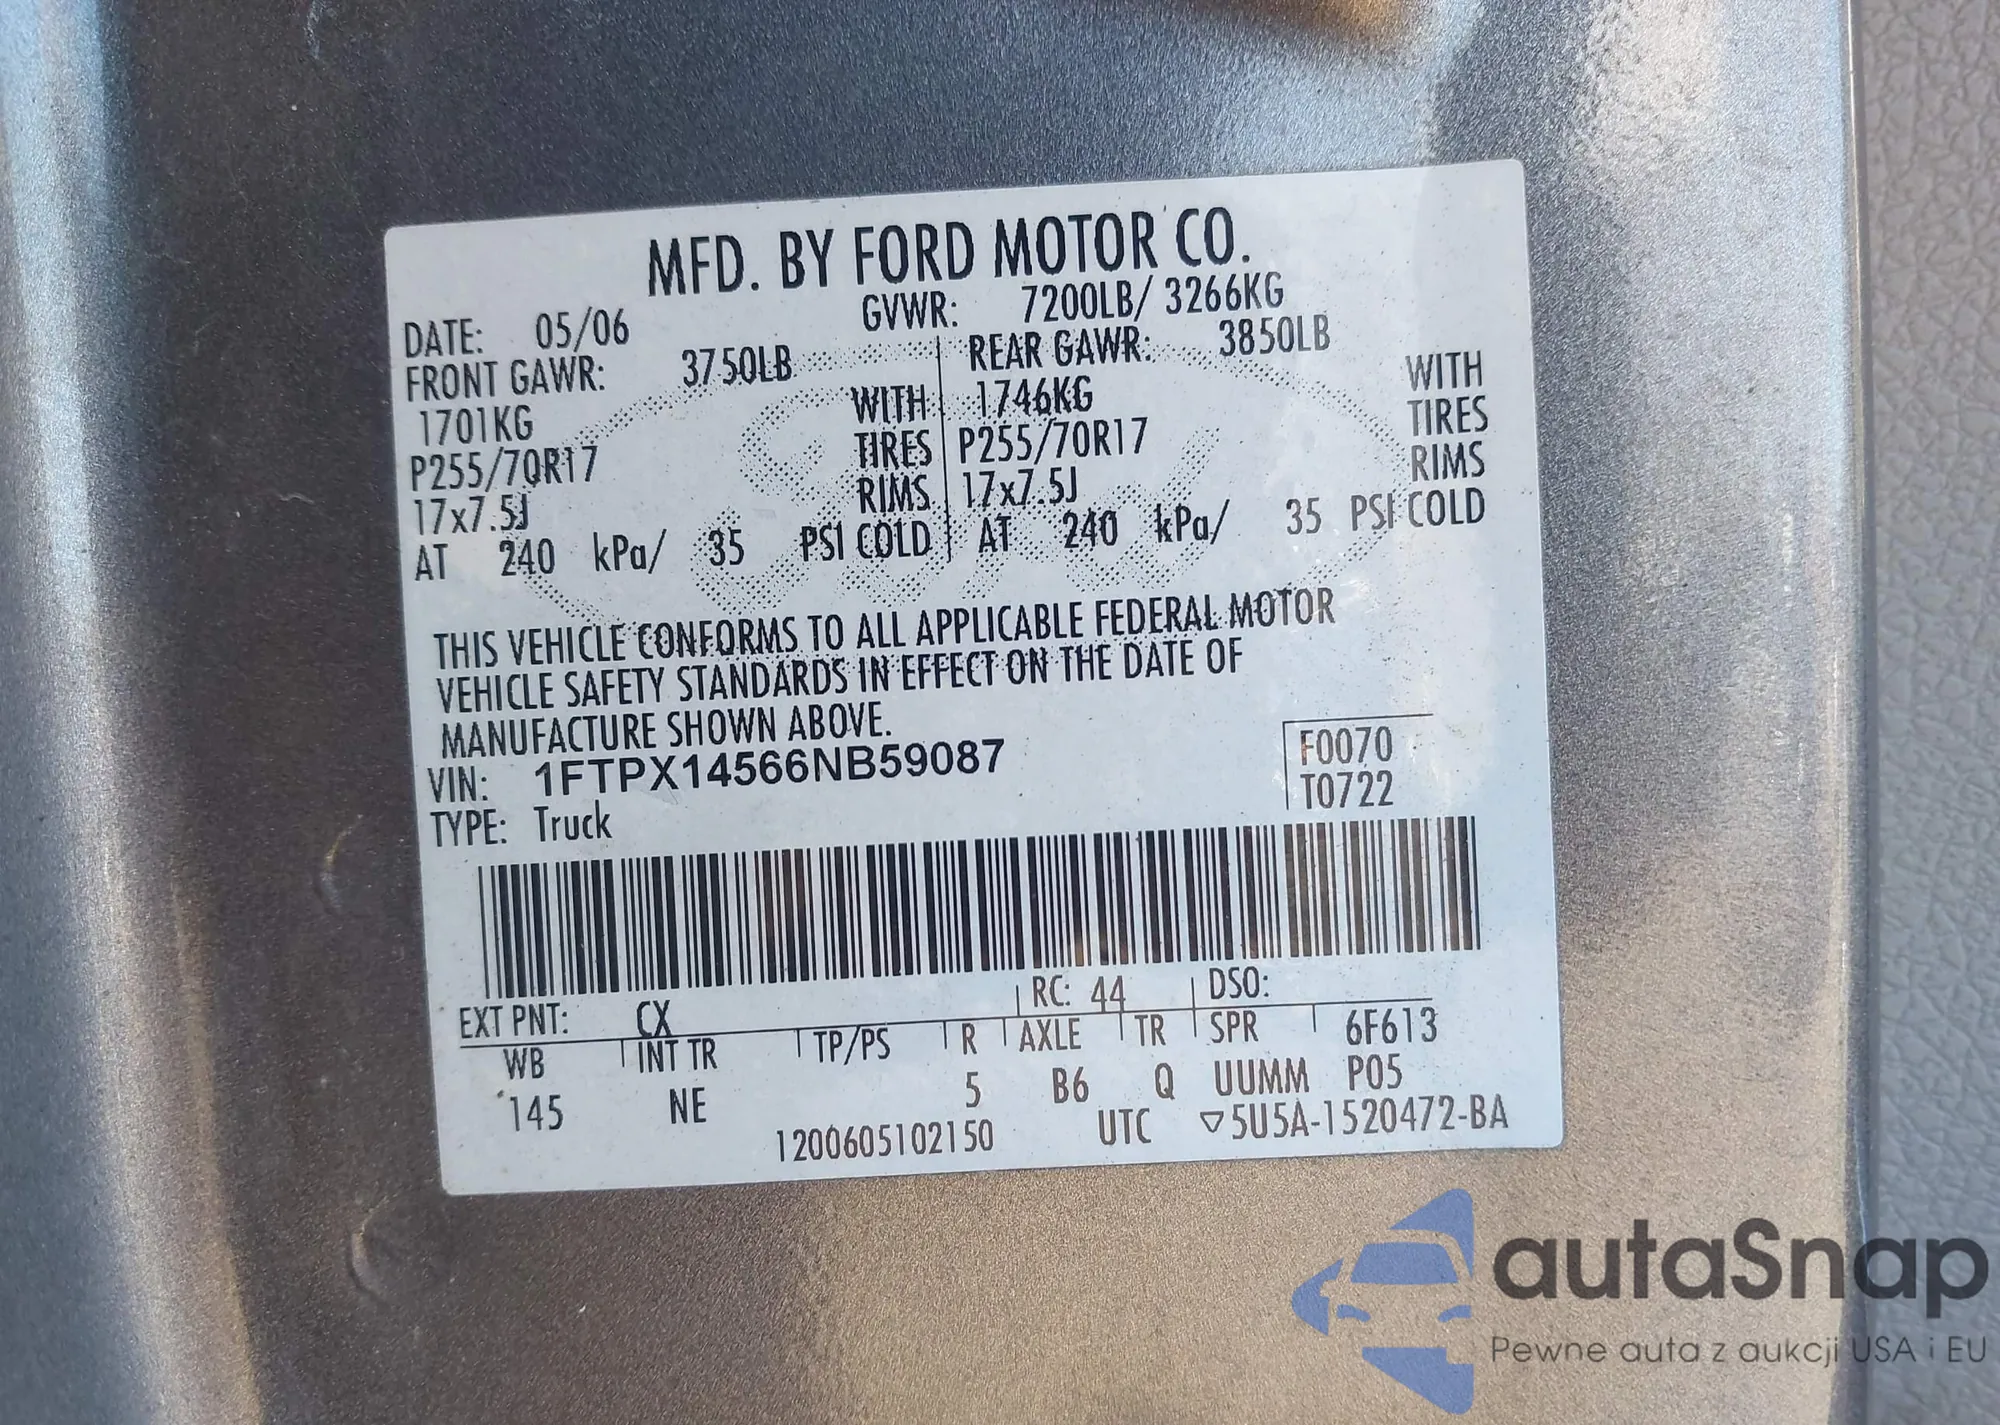 MFD. BY FORD MOTOR CO.
DATE: 05/06 GVWR: 7200LB/ 3266KG
FRONT GAWR: 3750LB REAR GAWR: 3850LB
1701KG WITH 1746KG WITH
P255/70R17 TIRES P255/70R17 TIRES
17x7.5J RIMS 17x7.5J RIMS
AT 240 kPa/ 35 PSI COLD AT 240 kPa/ 35 PSI COLD
THIS VEHICLE CONFORMS TO ALL APPLICABLE FEDERAL MOTOR
VEHICLE SAFETY STANDARDS IN EFFECT ON THE DATE OF
MANUFACTURE SHOWN ABOVE.
VIN: 1FTPX14566NB59087 F0070
TYPE: Truck T0722
EXT PNT: CX RC: 44 DSO:
WB INT TR TP/PS R AXLE TR SPR 6F613
145 NE 5 B6 Q UUMM P05
1200605102150 UTC ▽5U5A-1520472-BA
autaSnap
Pewne auta z aukcji USA i EU